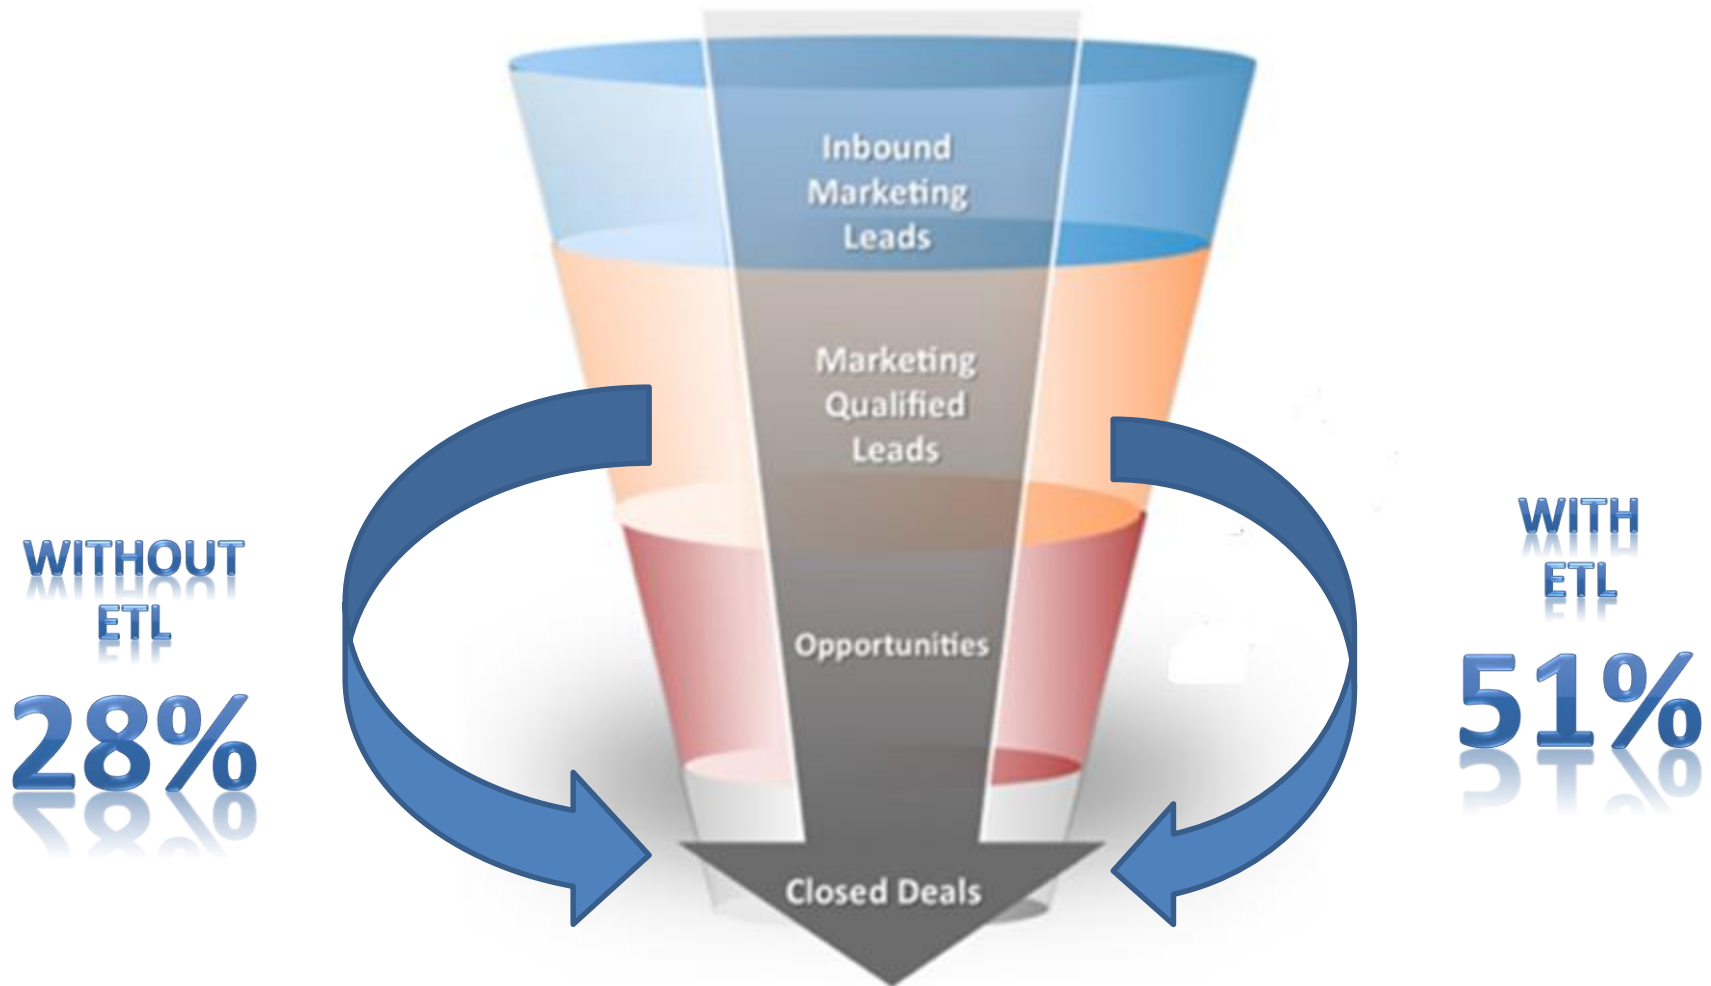 Inbound
Marketing
Leads
Marketing
Qualified
Leads
Opportunities
Closed Deals
WITHOUT
ETL
28%
WITH
ETL
51%